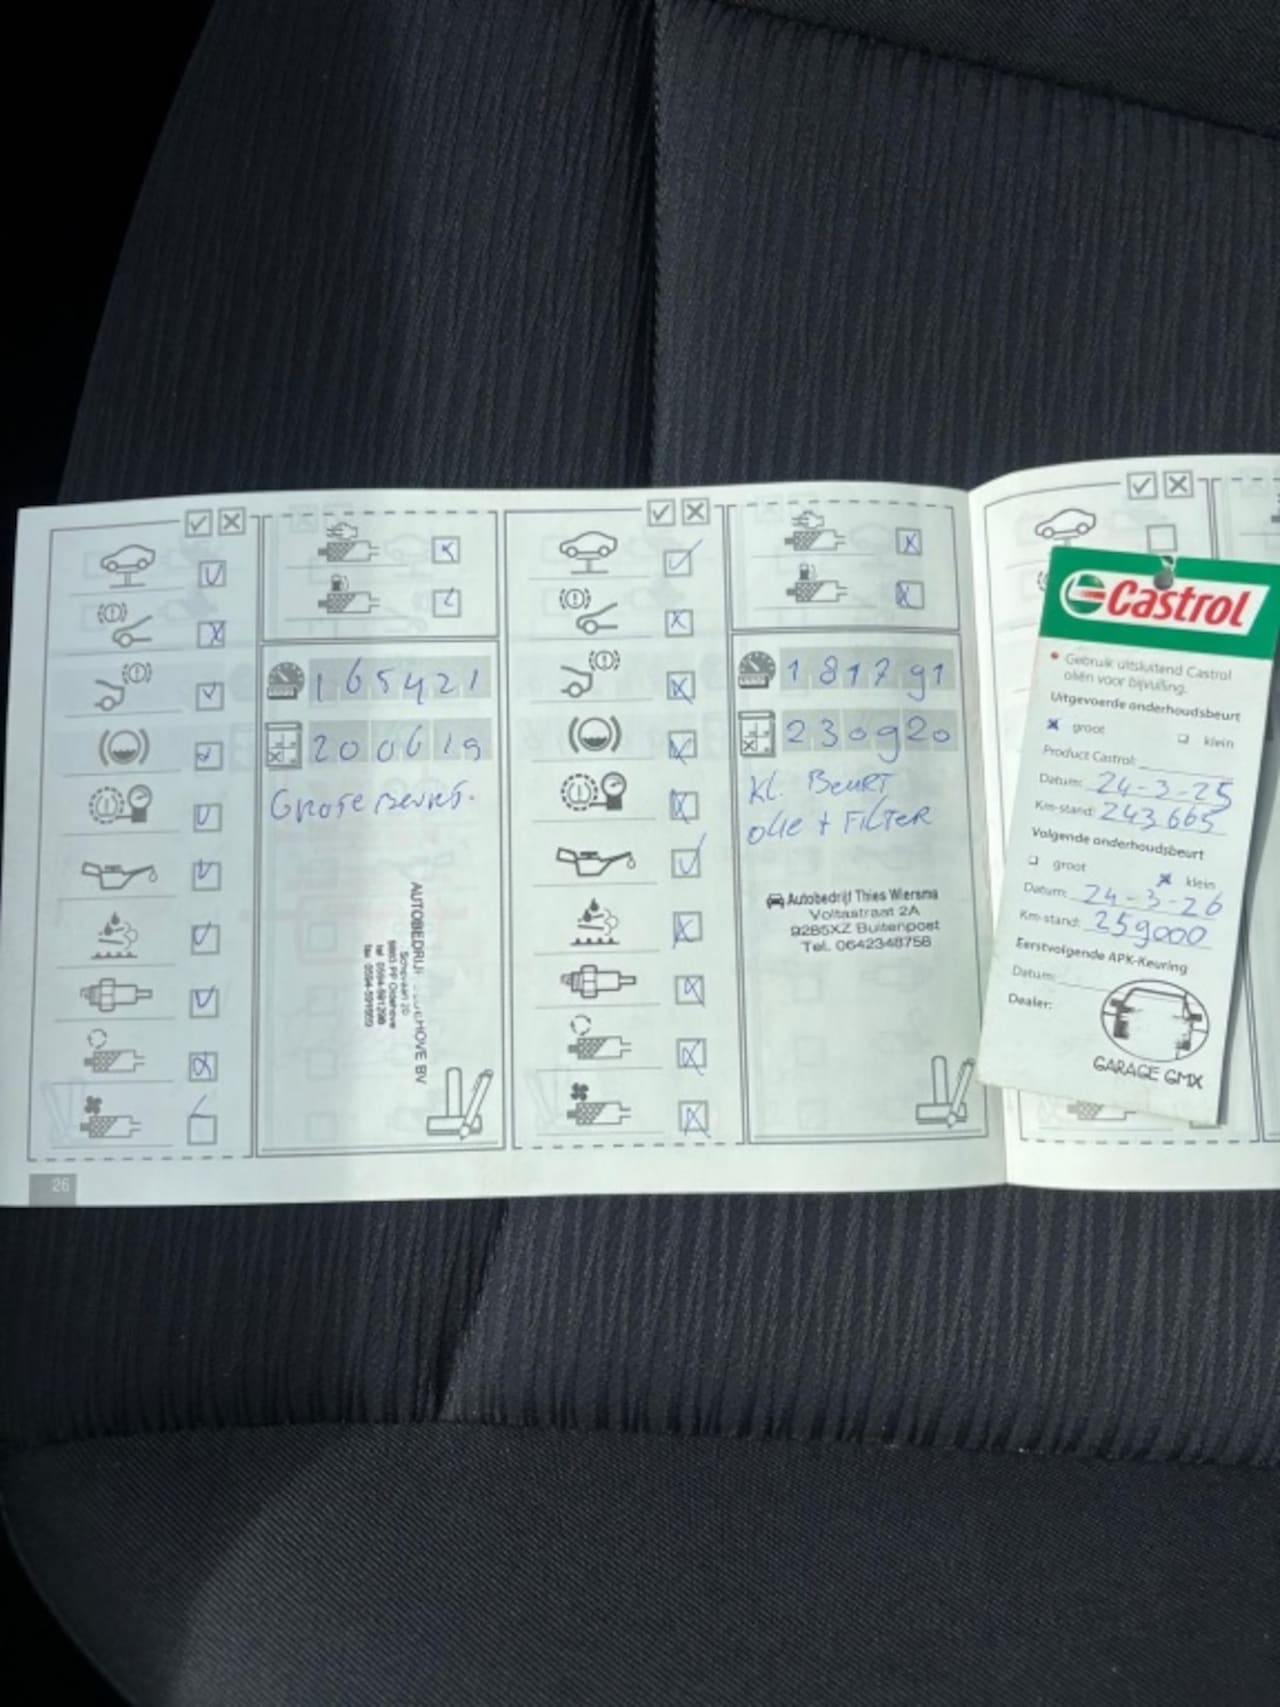 165421
200619
Grote Beurt.
26
181791
230920
Kl. Beurt
olie + Filter
Autobedrijf Thies Wiersma
Voltastraat 2A
9285XZ Buitenpost
Tel. 0642348758
Castrol
Gebruik uitsluitend Castrol
oliën voor bijvulling.
Uitgevoerde onderhoudsbeurt
groot klein
Product Castrol:
Datum: 24-3-25
Km-stand: 243665
Volgende onderhoudsbeurt
groot klein
Datum: 24-3-26
Km-stand: 259000
Eerstvolgende APK-Keuring
Datum:
Dealer:
GARAGE GMX